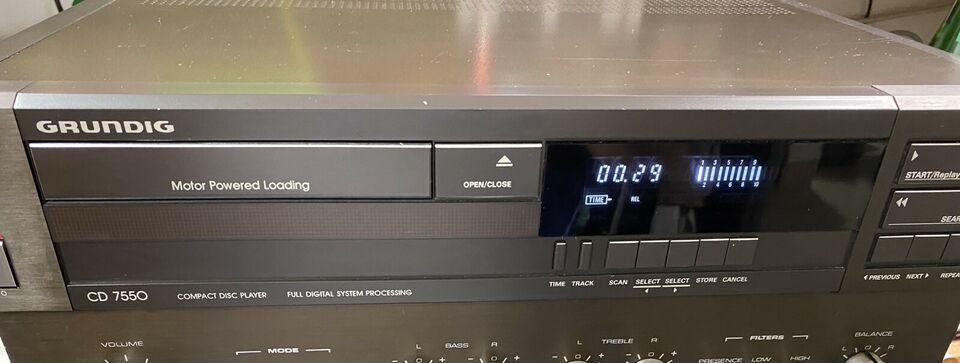 GRUNDIG
Motor Powered Loading
OPEN/CLOSE
00.29
1 3 5 7 9
2 4 6 8 10
TIME REL
START/Replay
SEAR
TIME TRACK SCAN SELECT SELECT STORE CANCEL
PREVIOUS NEXT REPEA
CD 7550 COMPACT DISC PLAYER FULL DIGITAL SYSTEM PROCESSING
VOLUME MODE L BASS R L TREBLE R FILTERS BALANCE
PRESENCE LOW HIGH L O R